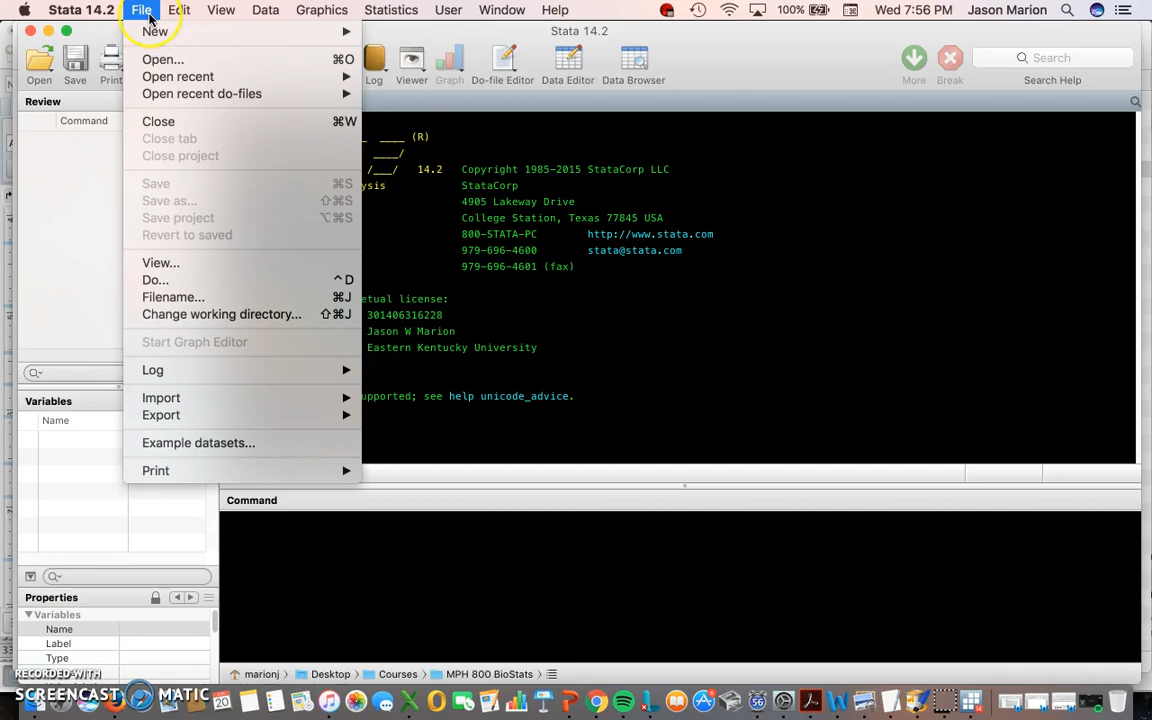 Stata 14.2 File Edit View Data Graphics Statistics User Window Help 100% Wed 7:56 PM Jason Marion
Stata 14.2
Open Save Print Log Viewer Graph Do-file Editor Data Editor Data Browser More Break Search
Search Help
Review
Command
New
Open... ⌘O
Open recent
Open recent do-files
Close ⌘W
Close tab
Close project
Save ⌘S
Save as... ⇧⌘S
Save project ⌥⌘S
Revert to saved
View...
Do... ^D
Filename... ⌘J
Change working directory... ⇧⌘J
Start Graph Editor
Log
Import
Export
Example datasets...
Print
____ (R)
____/
/___/ 14.2 Copyright 1985-2015 StataCorp LLC
ysis StataCorp
4905 Lakeway Drive
College Station, Texas 77845 USA
800-STATA-PC http://www.stata.com
979-696-4600 stata@stata.com
979-696-4601 (fax)
etual license:
301406316228
Jason W Marion
Eastern Kentucky University
upported; see help unicode_advice.
Variables
Name
Command
Properties
Variables
Name
Label
Type
marionj Desktop Courses MPH 800 BioStats
RECORDED WITH
SCREENCAST MATIC